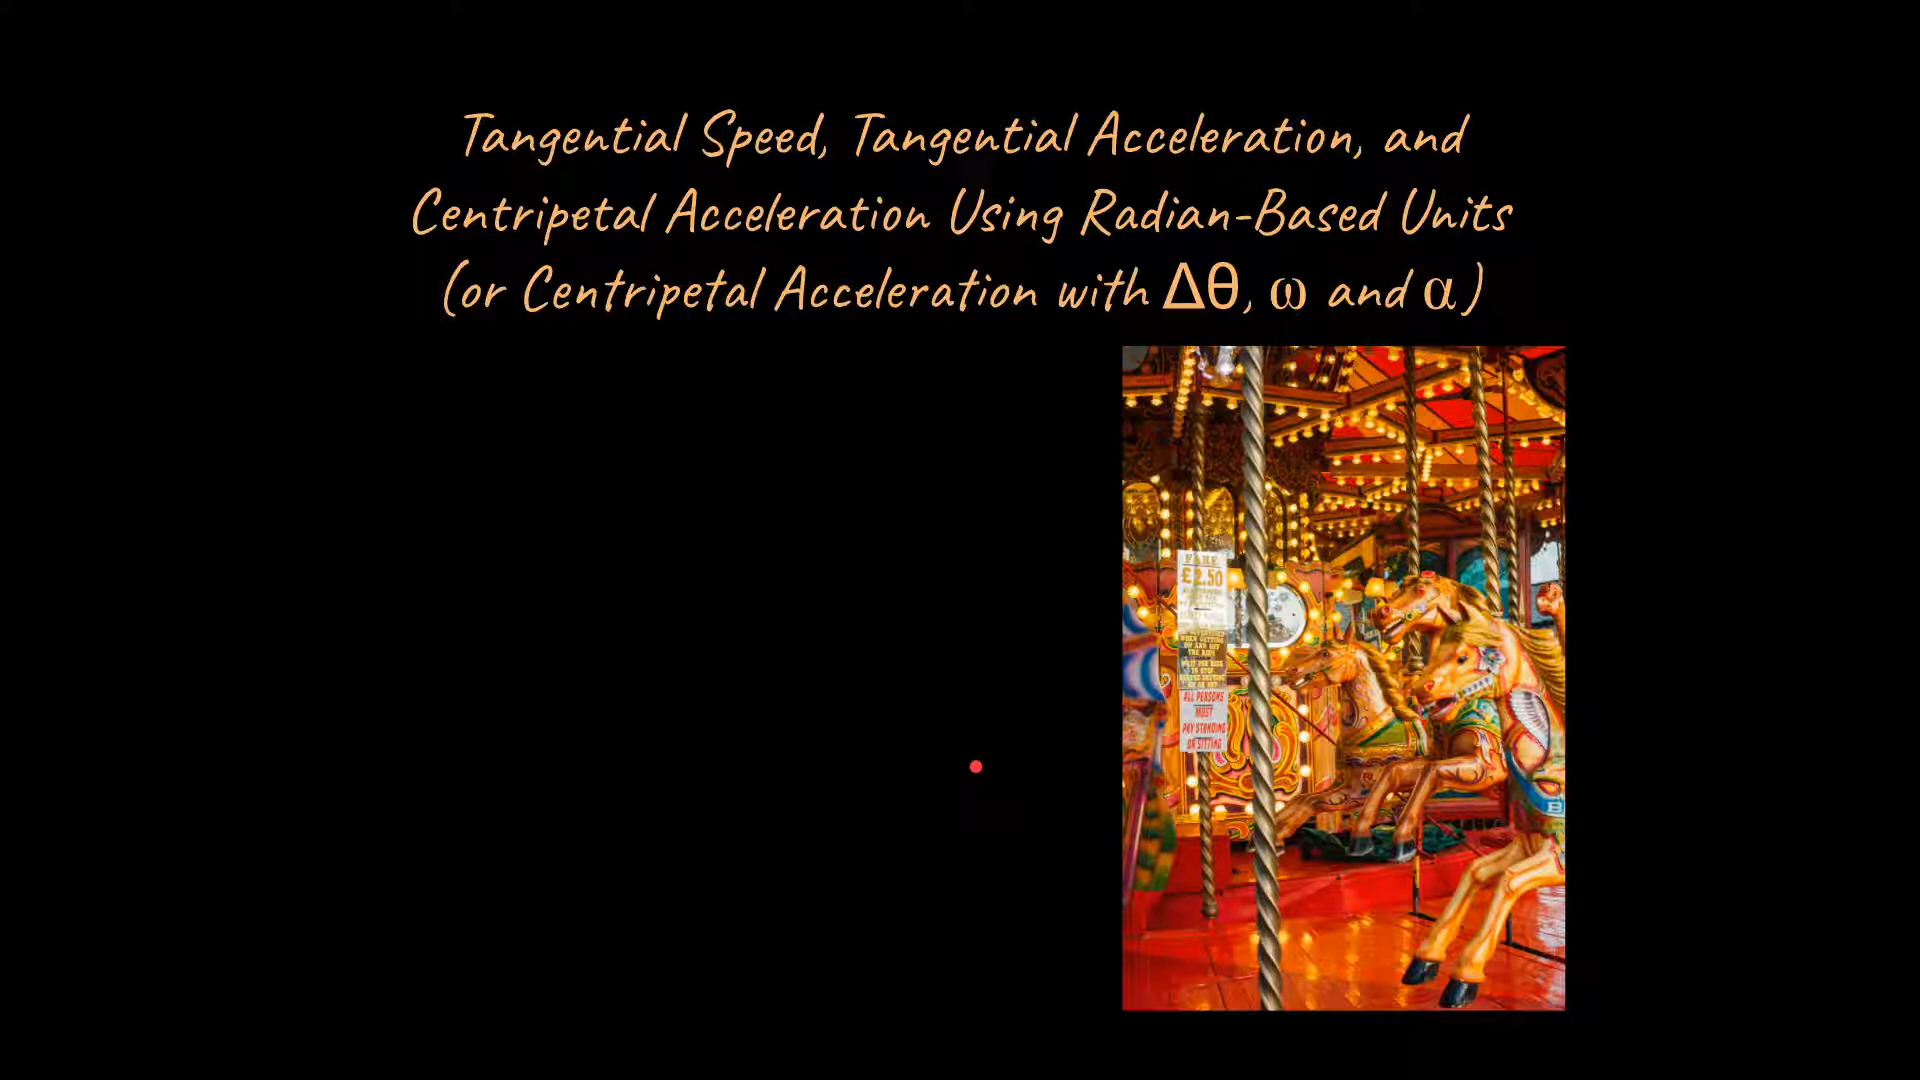 Tangential Speed, Tangential Acceleration, and
Centripetal Acceleration Using Radian-Based Units
(or Centripetal Acceleration with Δθ, ω and α)
FARE
£2.50
ALL PERSONS
MUST
PAY STANDING
OR SITTING